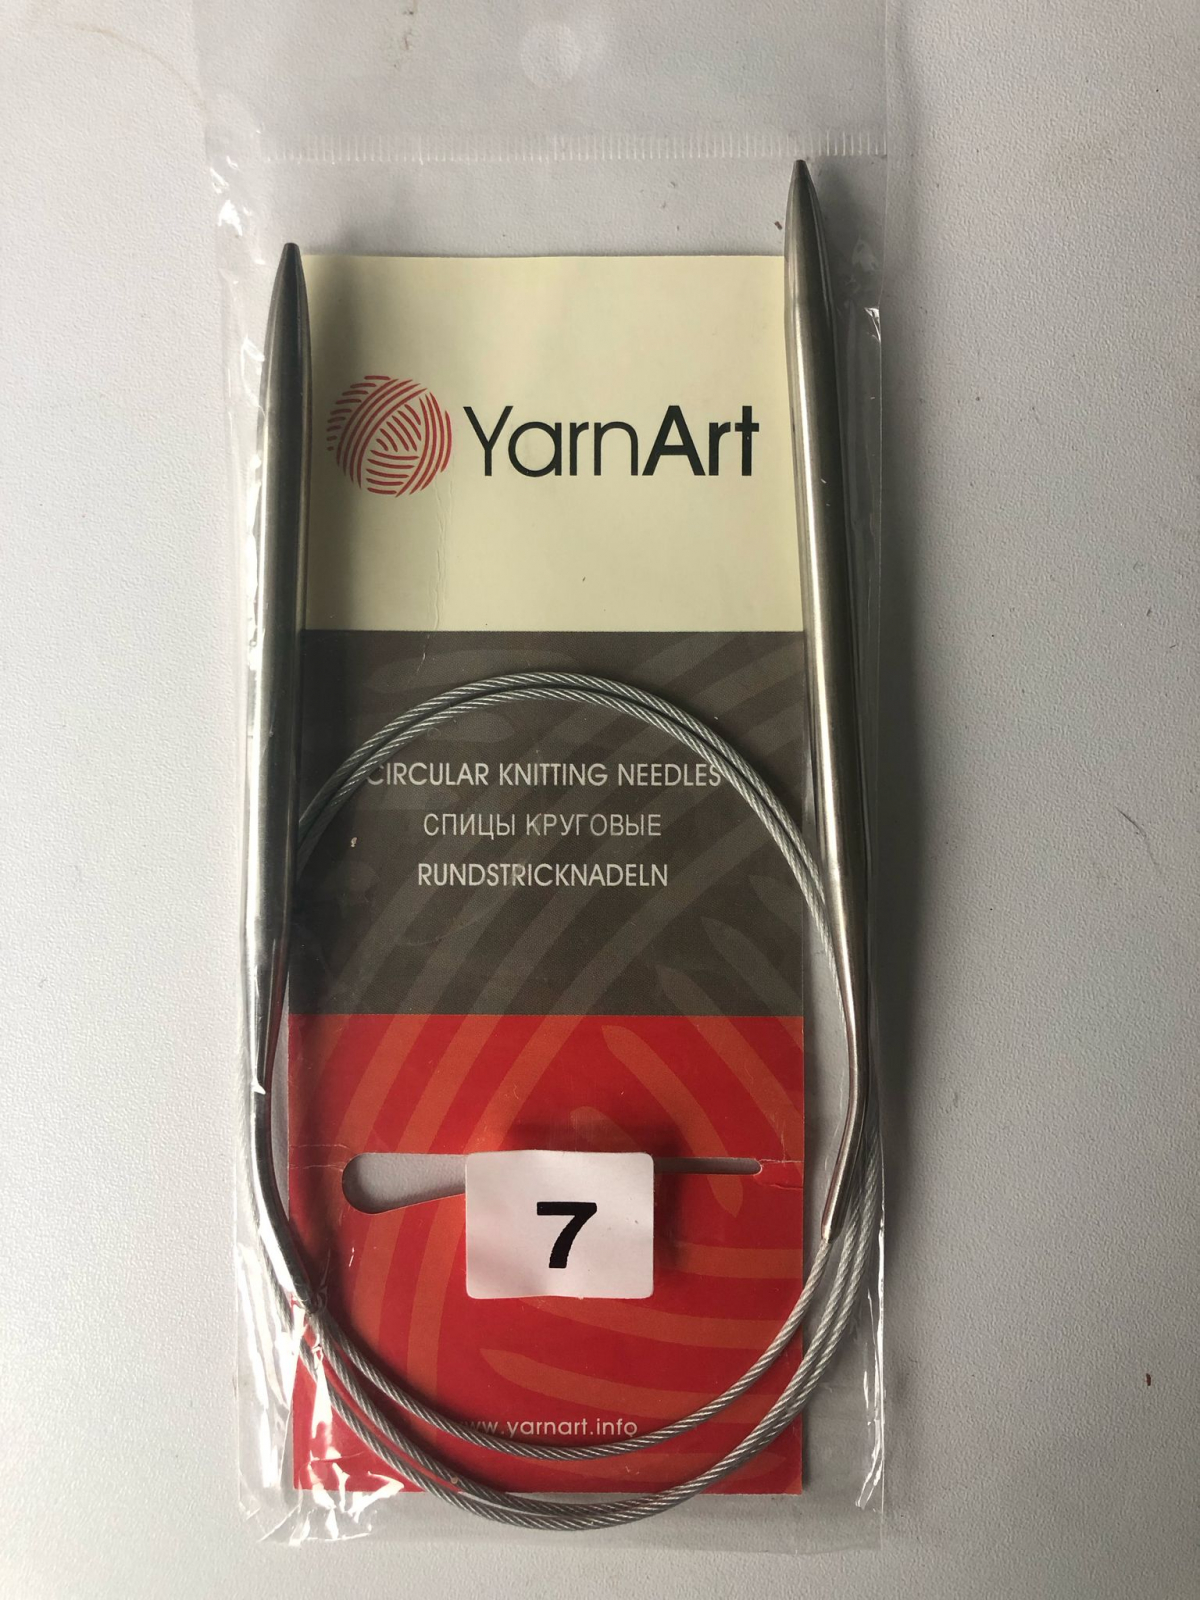 YarnArt
CIRCULAR KNITTING NEEDLES
СПИЦЫ КРУГОВЫЕ
RUNDSTRICKNADELN
7
www.yarnart.info